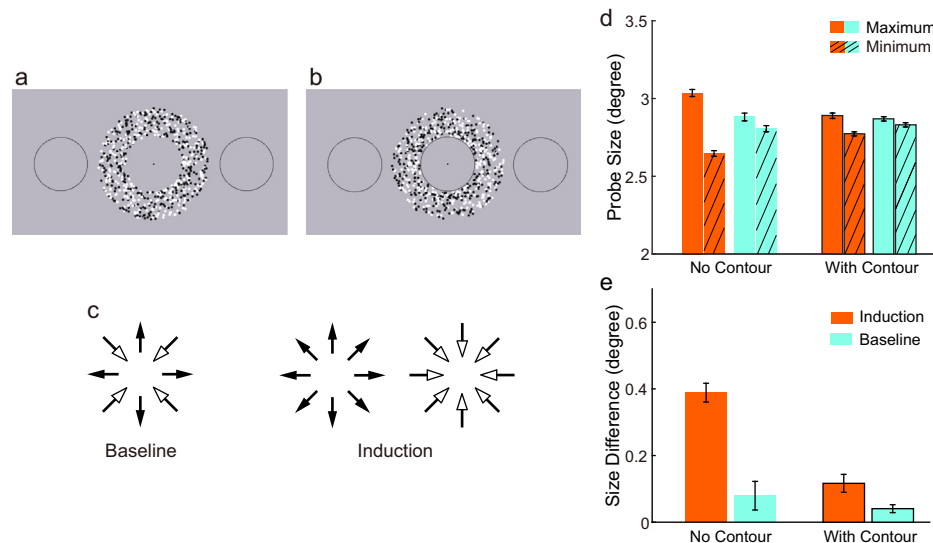 a
b
c
Baseline
Induction
d
3.5
3
2.5
2
Probe Size (degree)
Maximum
Minimum
No Contour
With Contour
e
0.6
0.4
0.2
0
Size Difference (degree)
Induction
Baseline
No Contour
With Contour